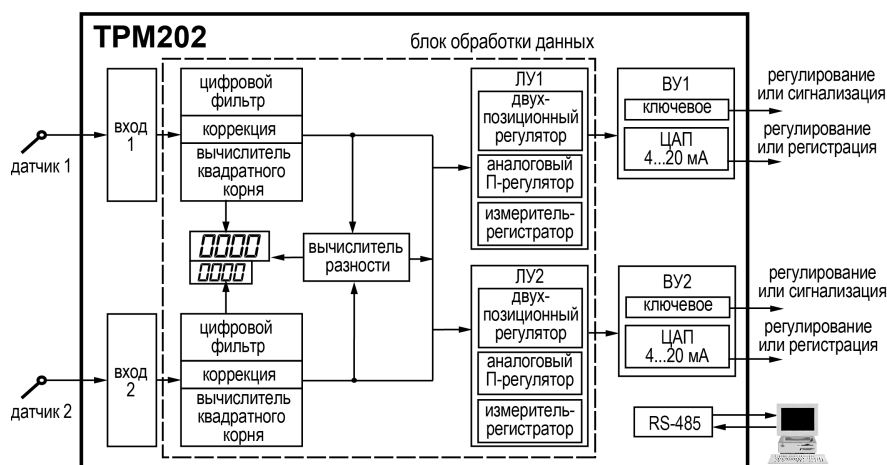 ТРМ202
блок обработки данных
датчик 1
вход
1
цифровой
фильтр
коррекция
вычислитель
квадратного
корня
0000
0000
вычислитель
разности
ЛУ1
двух-
позиционный
регулятор
аналоговый
П-регулятор
измеритель-
регистратор
ВУ1
ключевое
ЦАП
4...20 мА
регулирование
или сигнализация
регулирование
или регистрация
датчик 2
вход
2
цифровой
фильтр
коррекция
вычислитель
квадратного
корня
ЛУ2
двух-
позиционный
регулятор
аналоговый
П-регулятор
измеритель-
регистратор
ВУ2
ключевое
ЦАП
4...20 мА
регулирование
или сигнализация
регулирование
или регистрация
RS-485